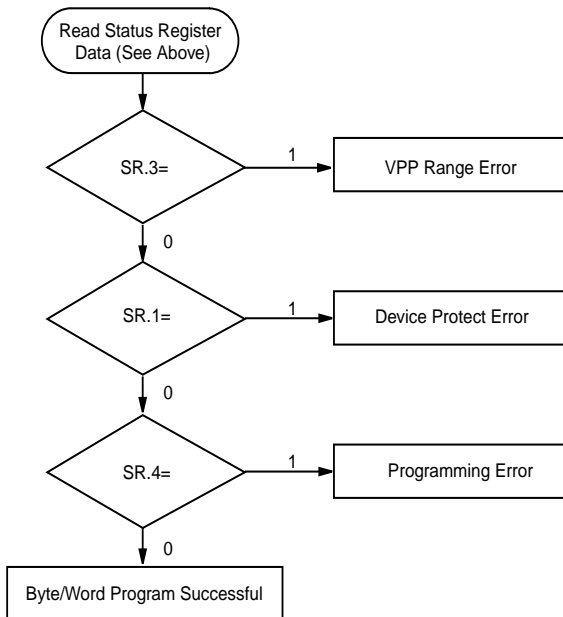 Read Status Register
Data (See Above)
SR.3=
1
VPP Range Error
0
SR.1=
1
Device Protect Error
0
SR.4=
1
Programming Error
0
Byte/Word Program Successful